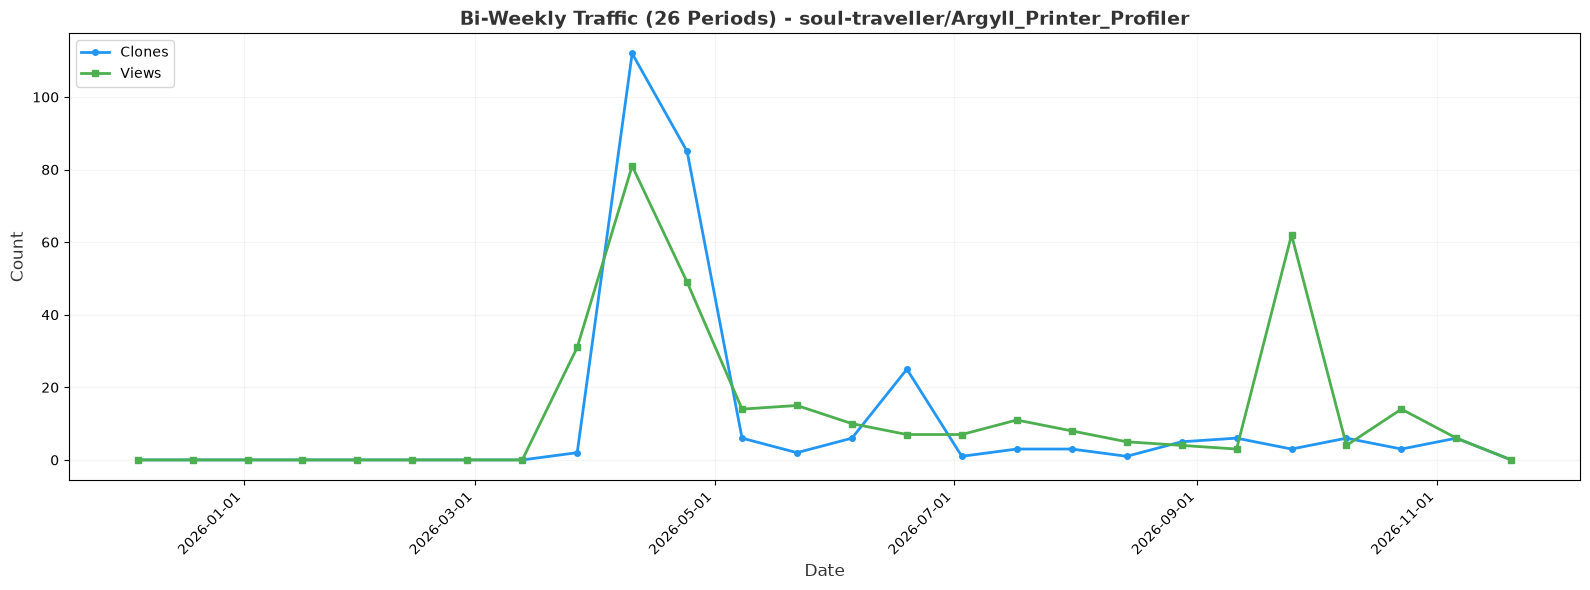 Bi-Weekly Traffic (26 Periods) - soul-traveller/Argyll_Printer_Profiler
Clones
Views
100
80
60
40
20
0
Count
2026-01-01
2026-03-01
2026-05-01
2026-07-01
2026-09-01
2026-11-01
Date